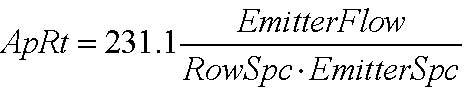 ApRt = 231.1 EmitterFlow / RowSpc · EmitterSpc